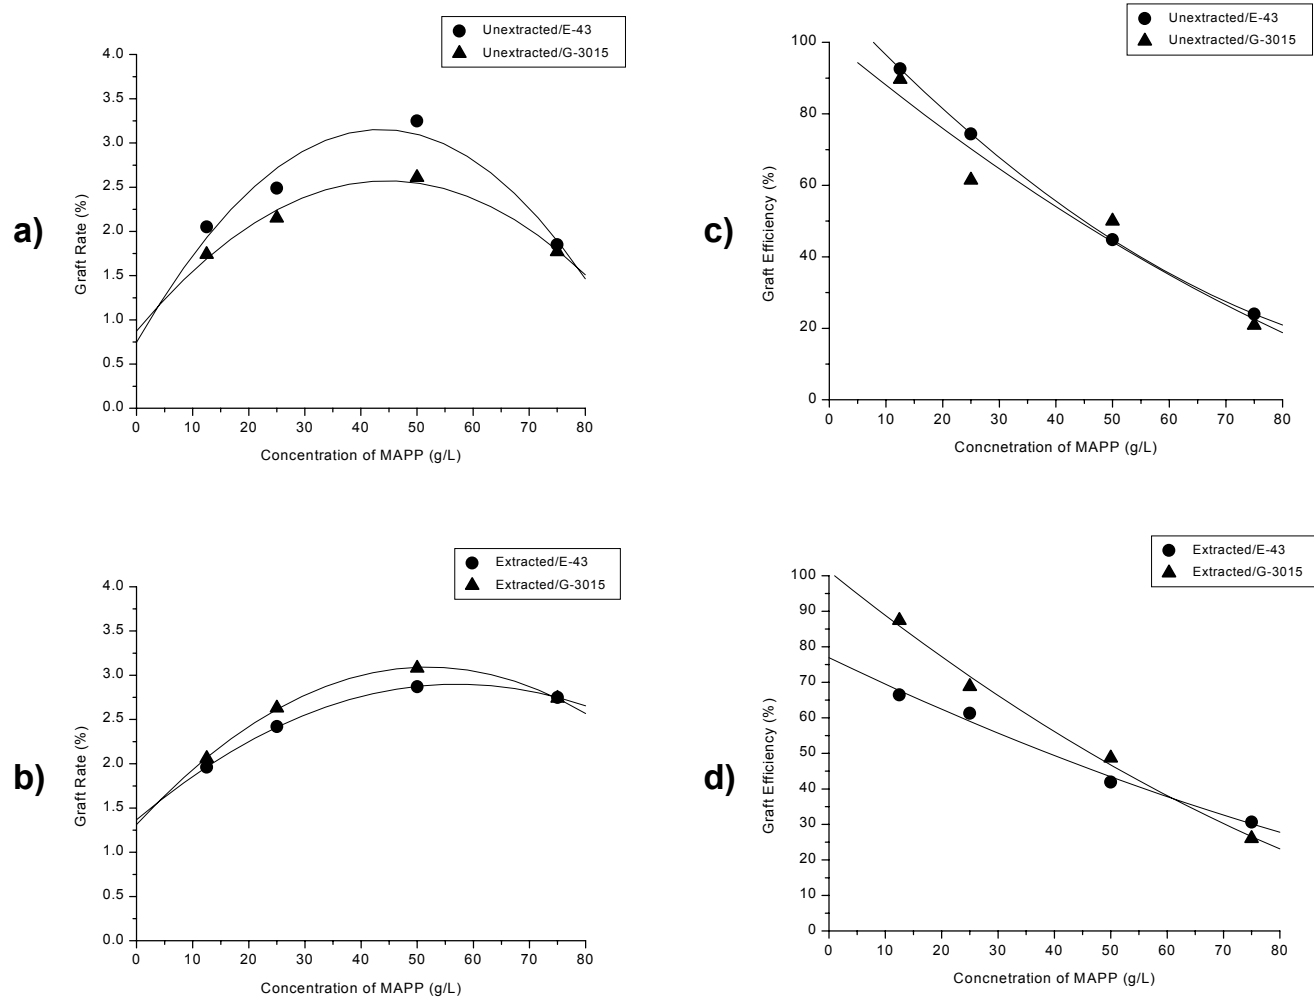 a)
Unextracted/E-43
Unextracted/G-3015
4.0
3.5
3.0
2.5
2.0
1.5
1.0
0.5
0.0
Graft Rate (%)
0 10 20 30 40 50 60 70 80
Concentration of MAPP (g/L)
c)
Unextracted/E-43
Unextracted/G-3015
100
80
60
40
20
0
Graft Efficiency (%)
0 10 20 30 40 50 60 70 80
Concnetration of MAPP (g/L)
b)
Extracted/E-43
Extracted/G-3015
4.0
3.5
3.0
2.5
2.0
1.5
1.0
0.5
0.0
Graft Rate (%)
0 10 20 30 40 50 60 70 80
Concentration of MAPP (g/L)
d)
Extracted/E-43
Extracted/G-3015
100
90
80
70
60
50
40
30
20
10
0
Graft Efficiency (%)
0 10 20 30 40 50 60 70 80
Concnetration of MAPP (g/L)